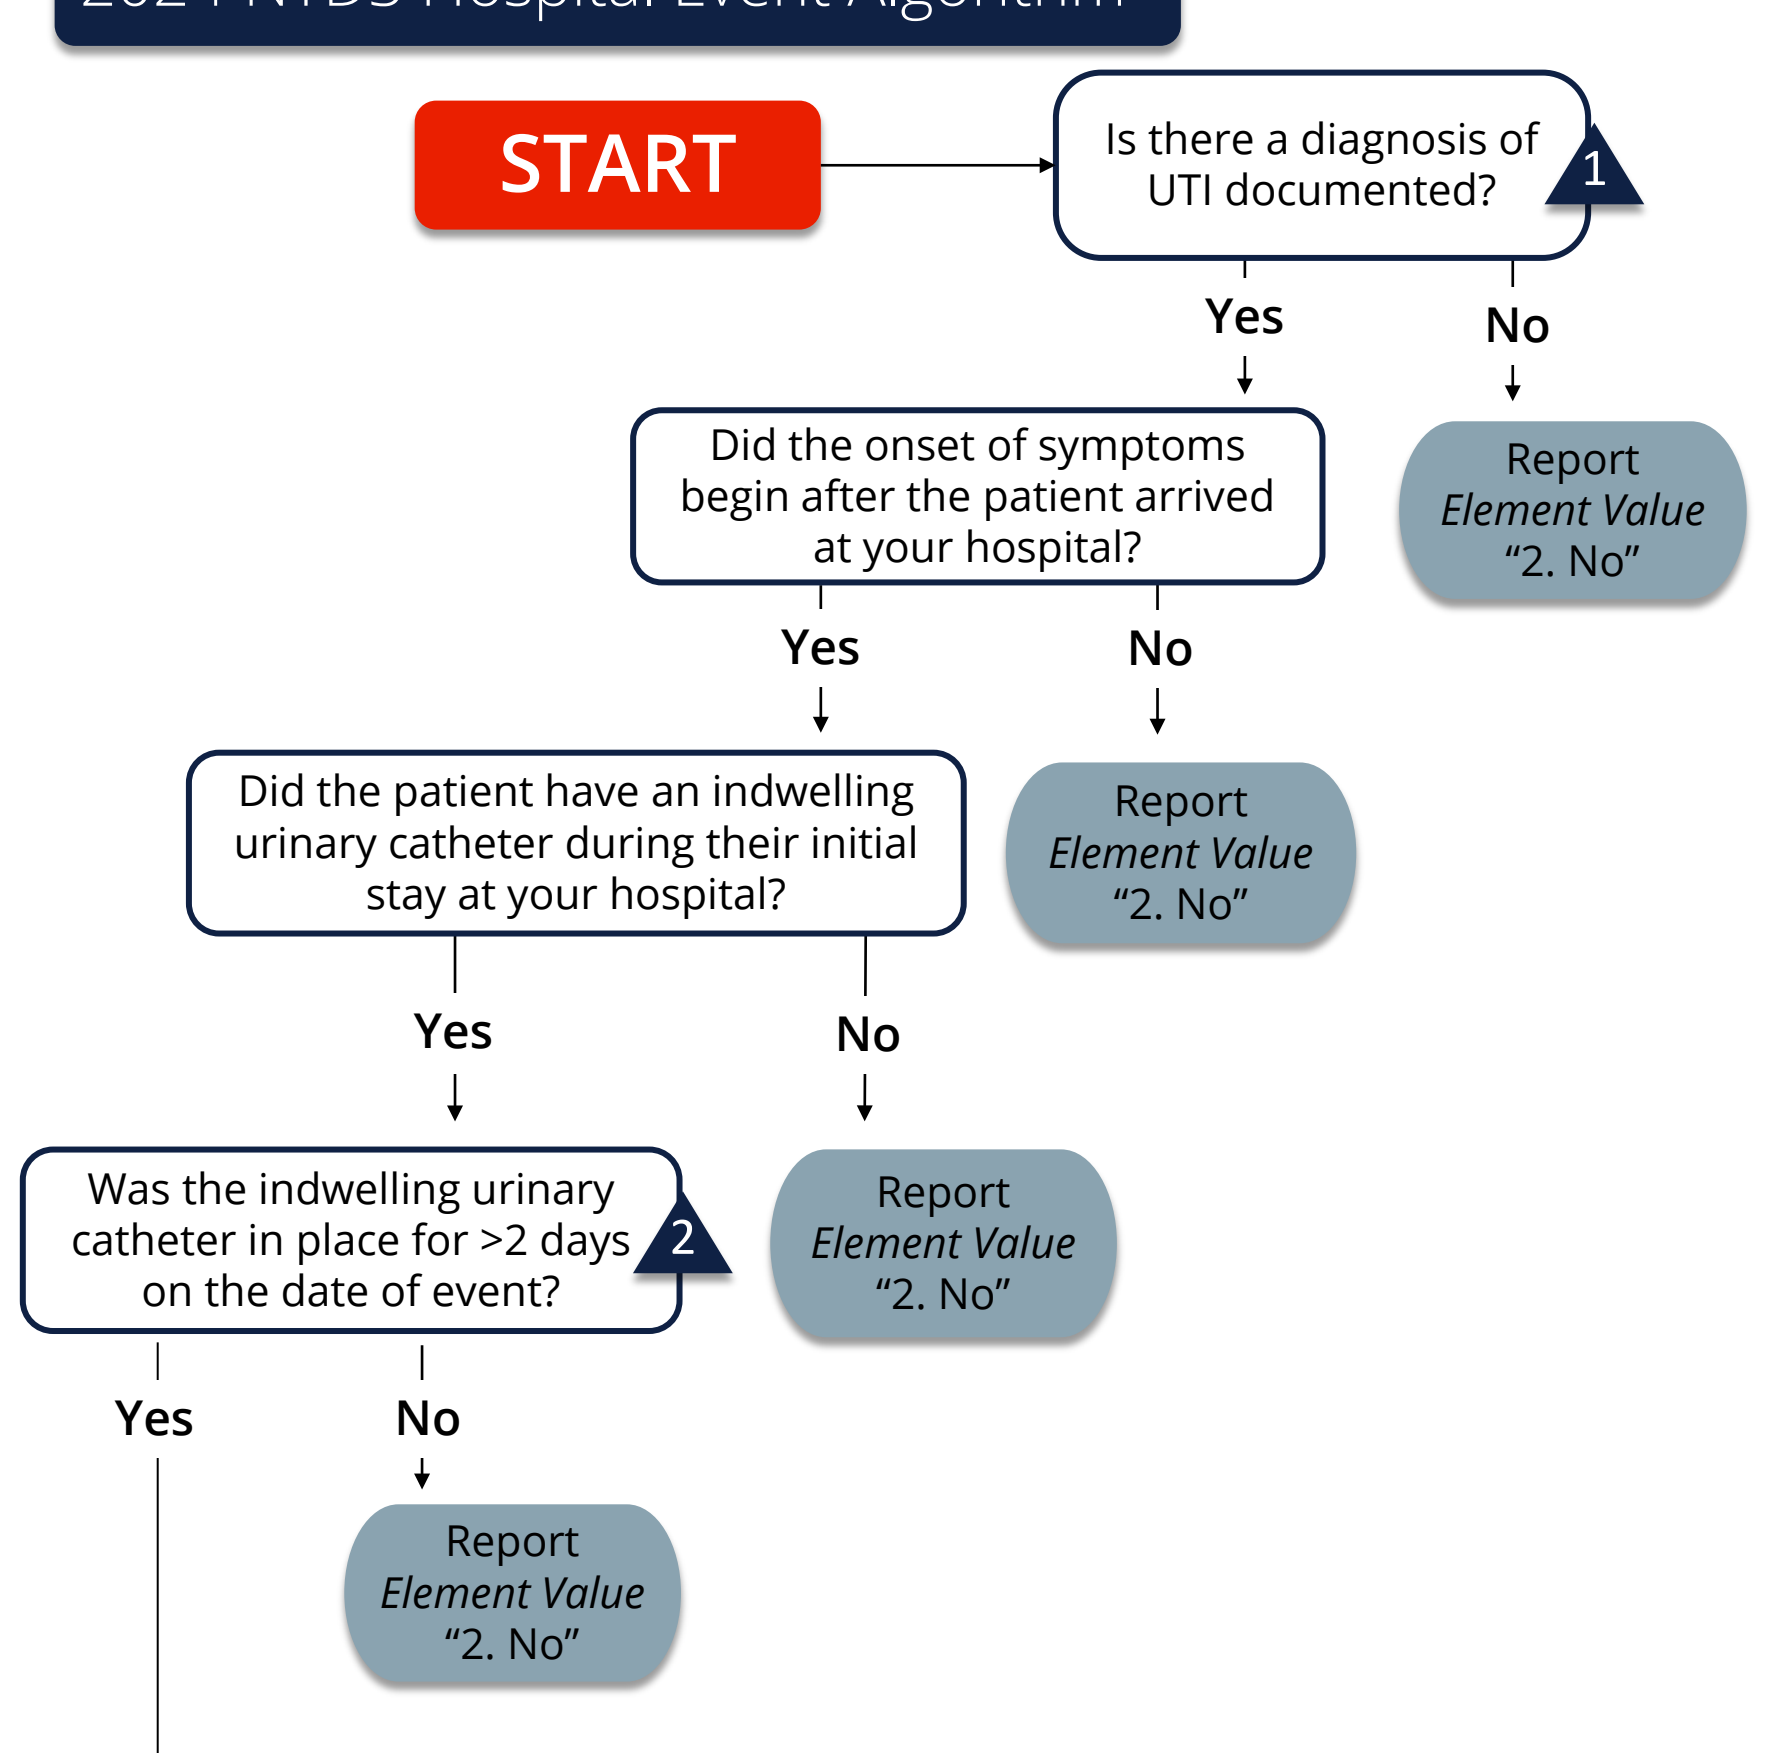 Hospital Event Algorithm
START
Is there a diagnosis of
UTI documented?
1
Yes
No
Did the onset of symptoms
begin after the patient arrived
at your hospital?
Report
Element Value
“2. No”
Yes
No
Did the patient have an indwelling
urinary catheter during their initial
stay at your hospital?
Report
Element Value
“2. No”
Yes
No
Was the indwelling urinary
catheter in place for >2 days
on the date of event?
2
Report
Element Value
“2. No”
Yes
No
Report
Element Value
“2. No”